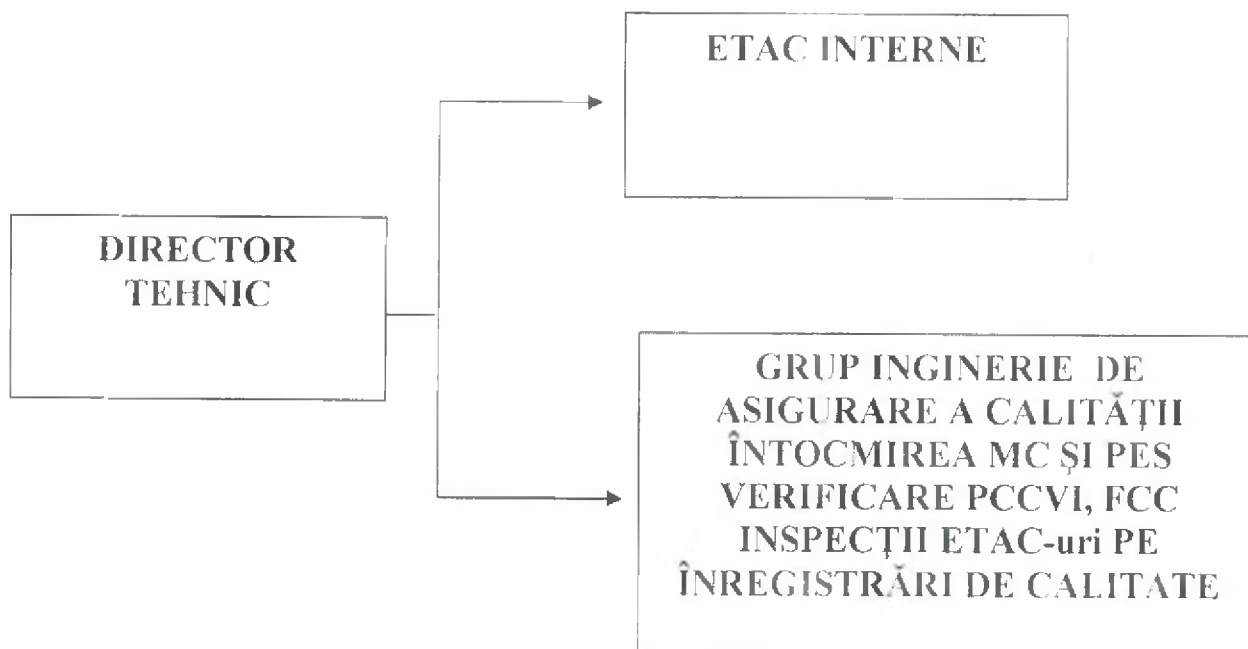 ETAC INTERNE
DIRECTOR
TEHNIC
GRUP INGINERIE DE
ASIGURARE A CALITĂȚII
ÎNTOCMIREA MC ȘI PES
VERIFICARE PCCVI, FCC
INSPECȚII ETAC-uri PE
ÎNREGISTRĂRI DE CALITATE